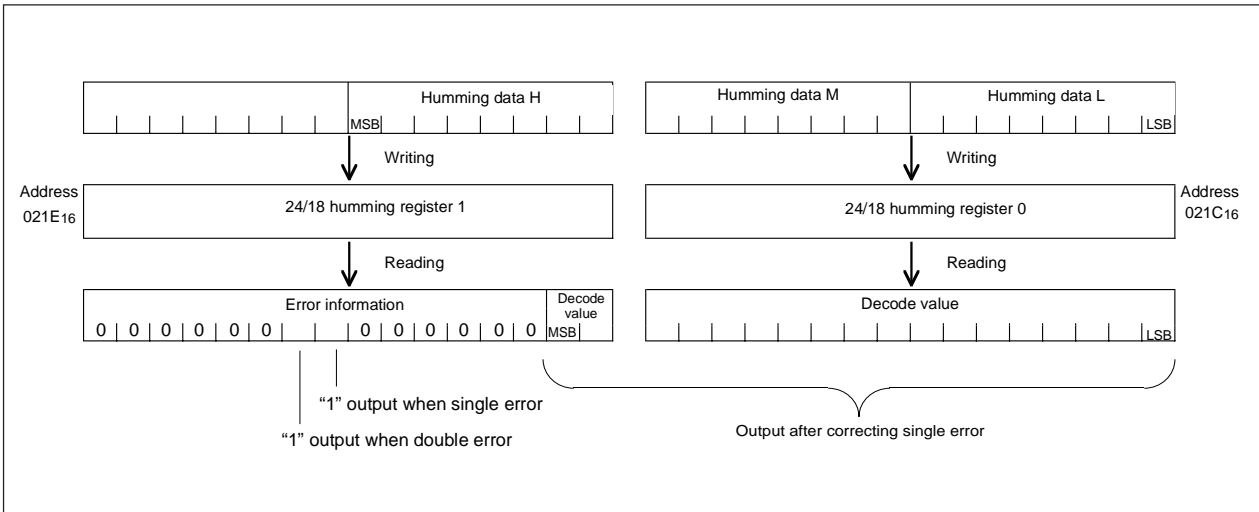 Humming data H
Humming data M
Humming data L
MSB
LSB
Writing
Writing
Address
021E16
24/18 humming register 1
24/18 humming register 0
Address
021C16
Reading
Reading
Error information
Decode
value
Decode value
0 0 0 0 0 0 0 0 0 0 0 0 MSB
LSB
“1” output when single error
“1” output when double error
Output after correcting single error